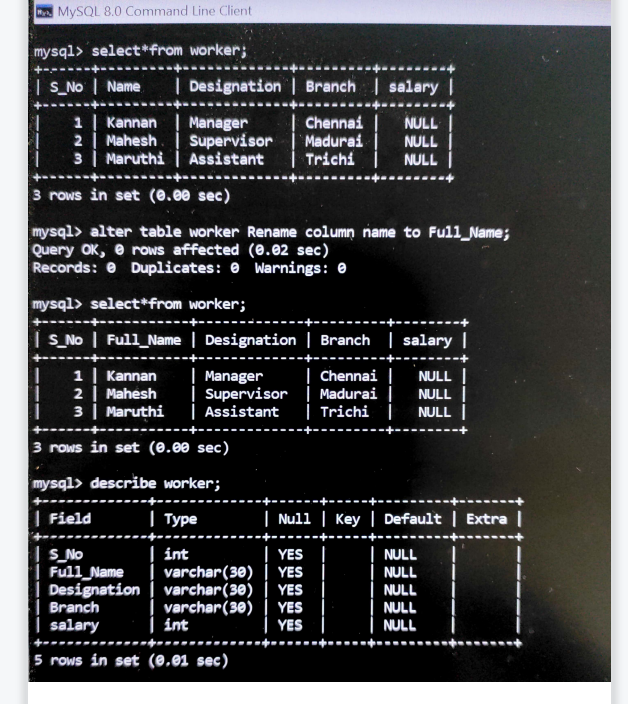 MySQL 8.0 Command Line Client
mysql> select*from worker;
+------+---------+-------------+---------+--------+
| S_No | Name    | Designation | Branch  | salary |
+------+---------+-------------+---------+--------+
|    1 | Kannan  | Manager     | Chennai |   NULL |
|    2 | Mahesh  | Supervisor  | Madurai |   NULL |
|    3 | Maruthi | Assistant   | Trichi  |   NULL |
+------+---------+-------------+---------+--------+
3 rows in set (0.00 sec)
mysql> alter table worker Rename column name to Full_Name;
Query OK, 0 rows affected (0.02 sec)
Records: 0  Duplicates: 0  Warnings: 0
mysql> select*from worker;
+------+-----------+-------------+---------+--------+
| S_No | Full_Name | Designation | Branch  | salary |
+------+-----------+-------------+---------+--------+
|    1 | Kannan    | Manager     | Chennai |   NULL |
|    2 | Mahesh    | Supervisor  | Madurai |   NULL |
|    3 | Maruthi   | Assistant   | Trichi  |   NULL |
+------+-----------+-------------+---------+--------+
3 rows in set (0.00 sec)
mysql> describe worker;
+-------------+-------------+------+-----+---------+-------+
| Field       | Type        | Null | Key | Default | Extra |
+-------------+-------------+------+-----+---------+-------+
| S_No        | int         | YES  |     | NULL    |       |
| Full_Name   | varchar(30) | YES  |     | NULL    |       |
| Designation | varchar(30) | YES  |     | NULL    |       |
| Branch      | varchar(30) | YES  |     | NULL    |       |
| salary      | int         | YES  |     | NULL    |       |
+-------------+-------------+------+-----+---------+-------+
5 rows in set (0.01 sec)